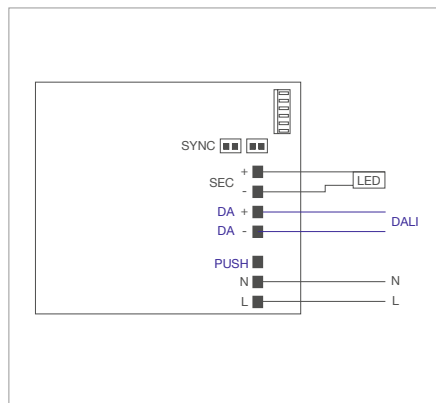 SYNC
+
SEC
LED
-
DA +
DALI
DA -
PUSH
N N
L L